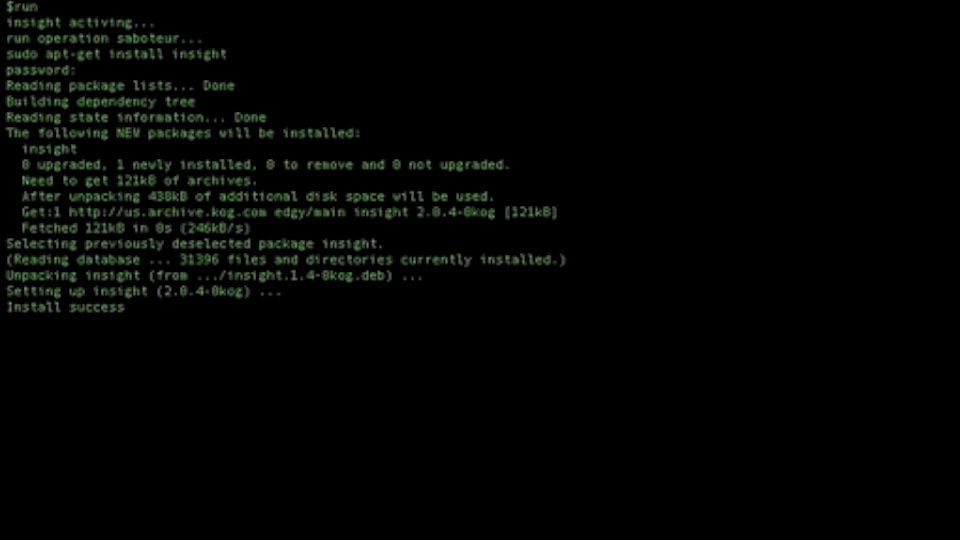 $run
insight activing...
run operation saboteur...
sudo apt-get install insight
password:
Reading package lists... Done
Building dependency tree
Reading state information... Done
The following NEW packages will be installed:
insight
0 upgraded, 1 newly installed, 0 to remove and 0 not upgraded.
Need to get 121kB of archives.
After unpacking 438kB of additional disk space will be used.
Get:1 http://us.archive.kog.com edgy/main insight 2.0.4-0kog [121kB]
Fetched 121kB in 0s (246kB/s)
Selecting previously deselected package insight.
(Reading database ... 31396 files and directories currently installed.)
Unpacking insight (from .../insight.1.4-0kog.deb) ...
Setting up insight (2.0.4-0kog) ...
Install success